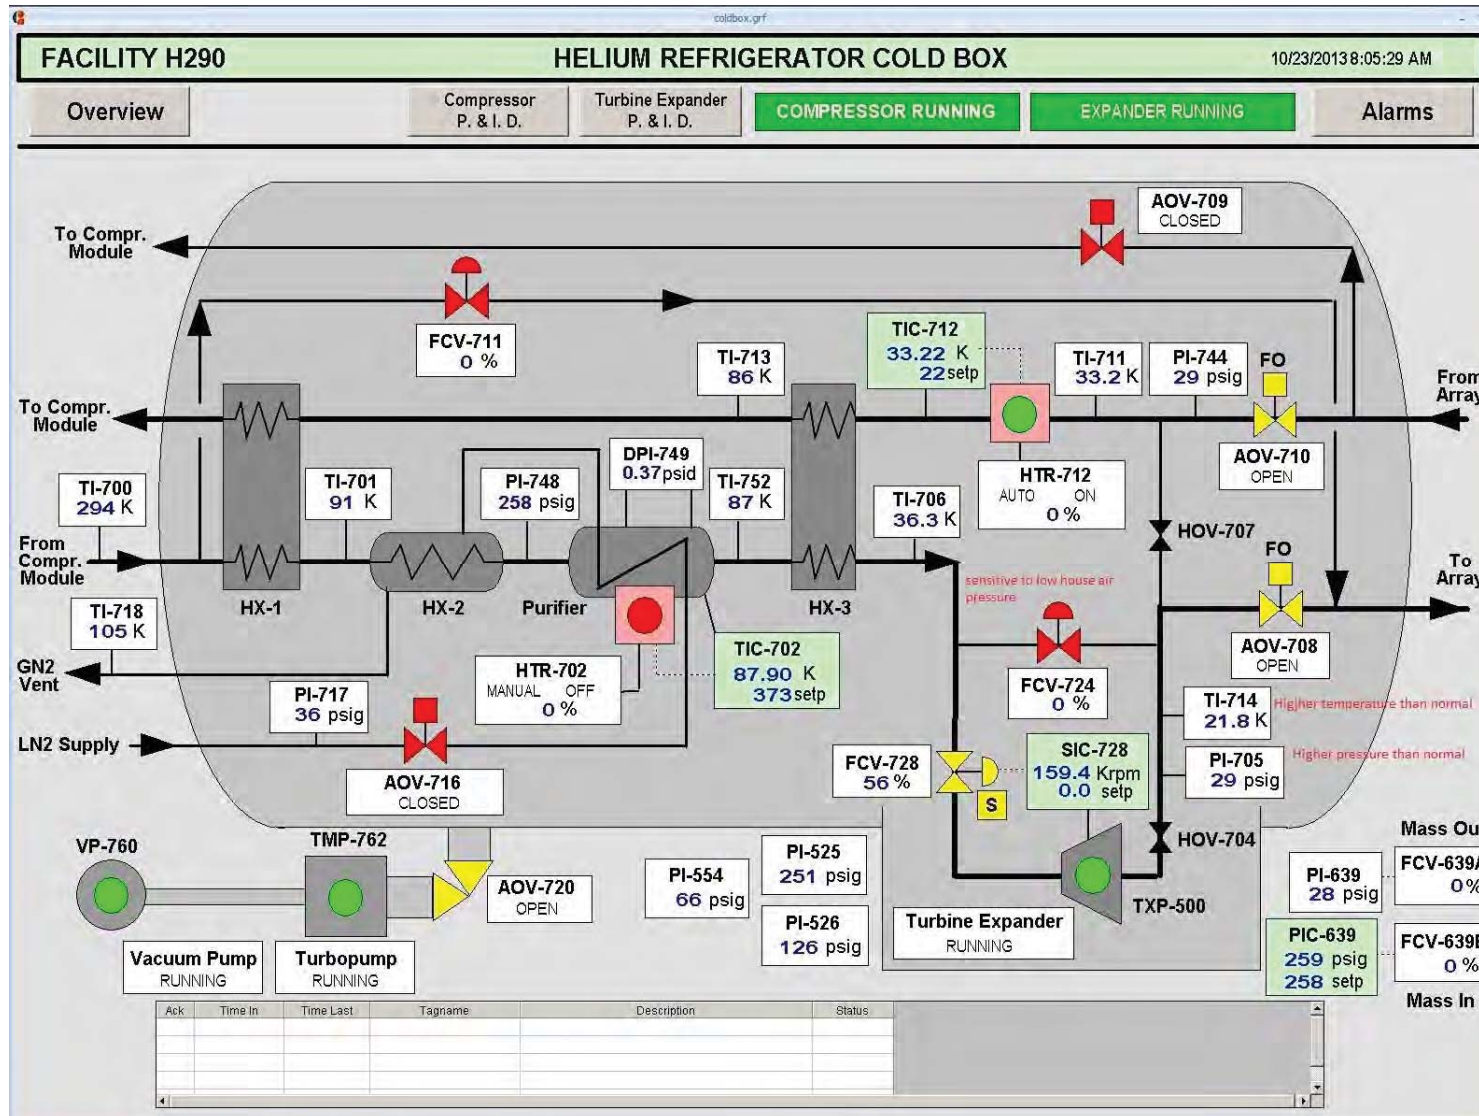 coldbox.grf
FACILITY H290
HELIUM REFRIGERATOR COLD BOX
10/23/2013 8:05:29 AM
Overview
Compressor
P. & I. D.
Turbine Expander
P. & I. D.
COMPRESSOR RUNNING
EXPANDER RUNNING
Alarms
AOV-709
CLOSED
To Compr.
Module
FCV-711
0 %
TIC-712
33.22 K
22 setp
TI-713
86 K
TI-711
33.2 K
PI-744
29 psig
FO
From
Array
To Compr.
Module
AOV-710
OPEN
HTR-712
AUTO ON
0 %
DPI-749
0.37 psid
TI-700
294 K
TI-701
91 K
PI-748
258 psig
TI-752
87 K
TI-706
36.3 K
HOV-707
From
Compr.
Module
FO
To
Array
HX-1
HX-2
Purifier
HX-3
sensitive to low house air
pressure
TI-718
105 K
AOV-708
OPEN
TIC-702
87.90 K
373 setp
HTR-702
MANUAL OFF
0 %
GN2
Vent
PI-717
36 psig
FCV-724
0 %
TI-714
21.8 K
Higjher temperature than normal
LN2 Supply
AOV-716
CLOSED
FCV-728
56 %
SIC-728
159.4 Krpm
0.0 setp
PI-705
29 psig
Higher pressure than normal
S
VP-760
TMP-762
HOV-704
Mass Ou
PI-525
251 psig
PI-554
66 psig
AOV-720
OPEN
PI-639
28 psig
FCV-639A
0 %
TXP-500
PI-526
126 psig
Turbine Expander
RUNNING
PIC-639
259 psig
258 setp
FCV-639B
0 %
Vacuum Pump
RUNNING
Turbopump
RUNNING
Mass In
Ack Time In Time Last Tagname Description Status